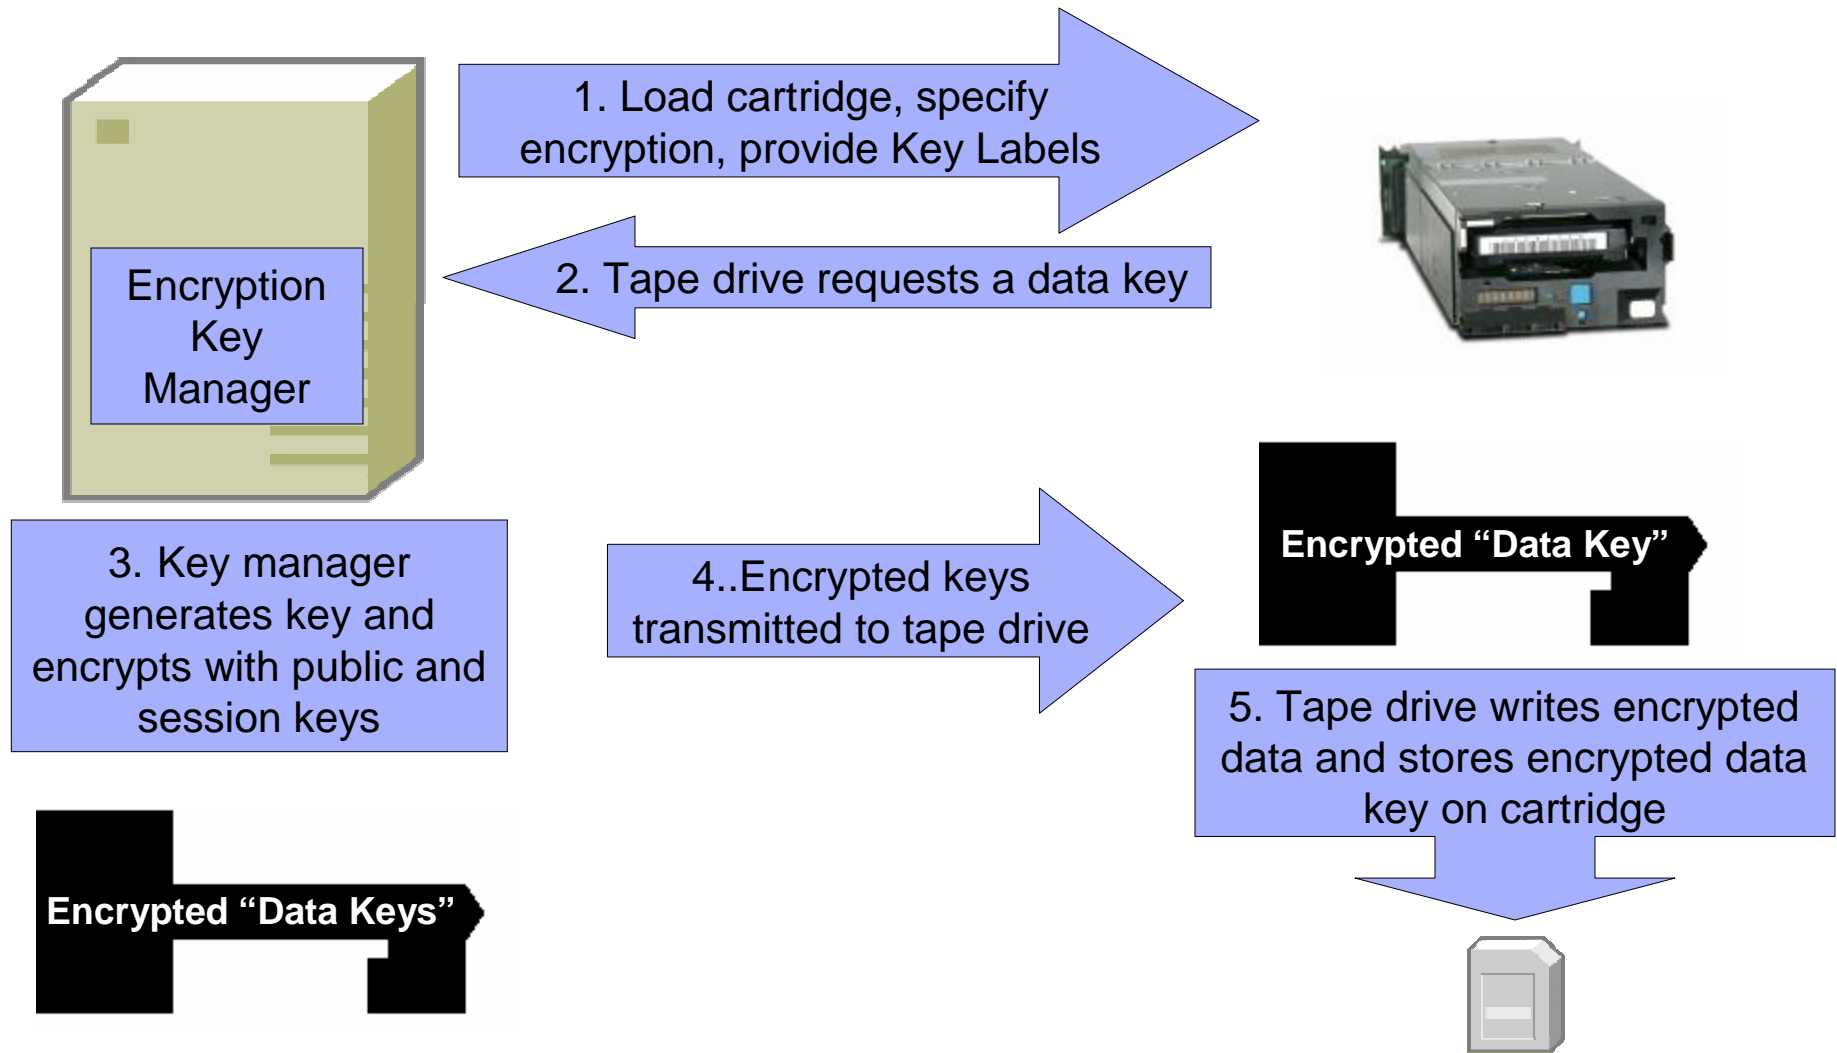 1. Load cartridge, specify
encryption, provide Key Labels
2. Tape drive requests a data key
Encryption
Key
Manager
3. Key manager
generates key and
encrypts with public and
session keys
4..Encrypted keys
transmitted to tape drive
Encrypted “Data Key”
5. Tape drive writes encrypted
data and stores encrypted data
key on cartridge
Encrypted “Data Keys”